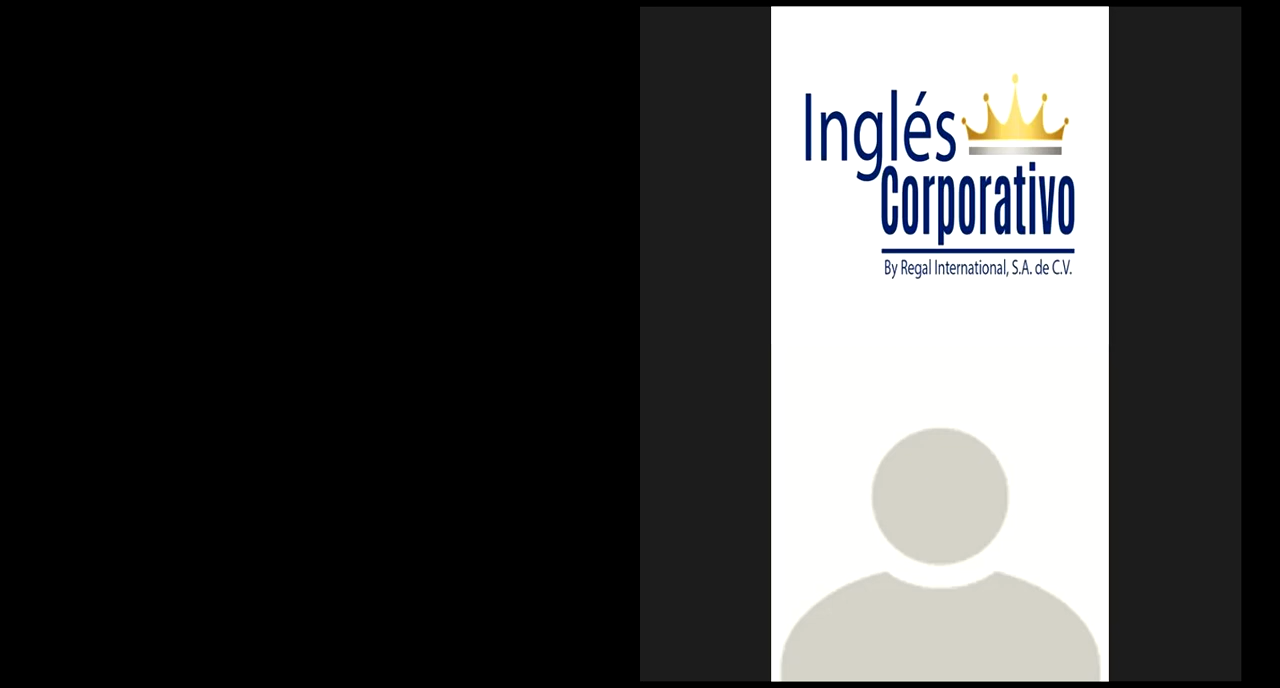 Inglés
Corporativo
By Regal International, S.A. de C.V.